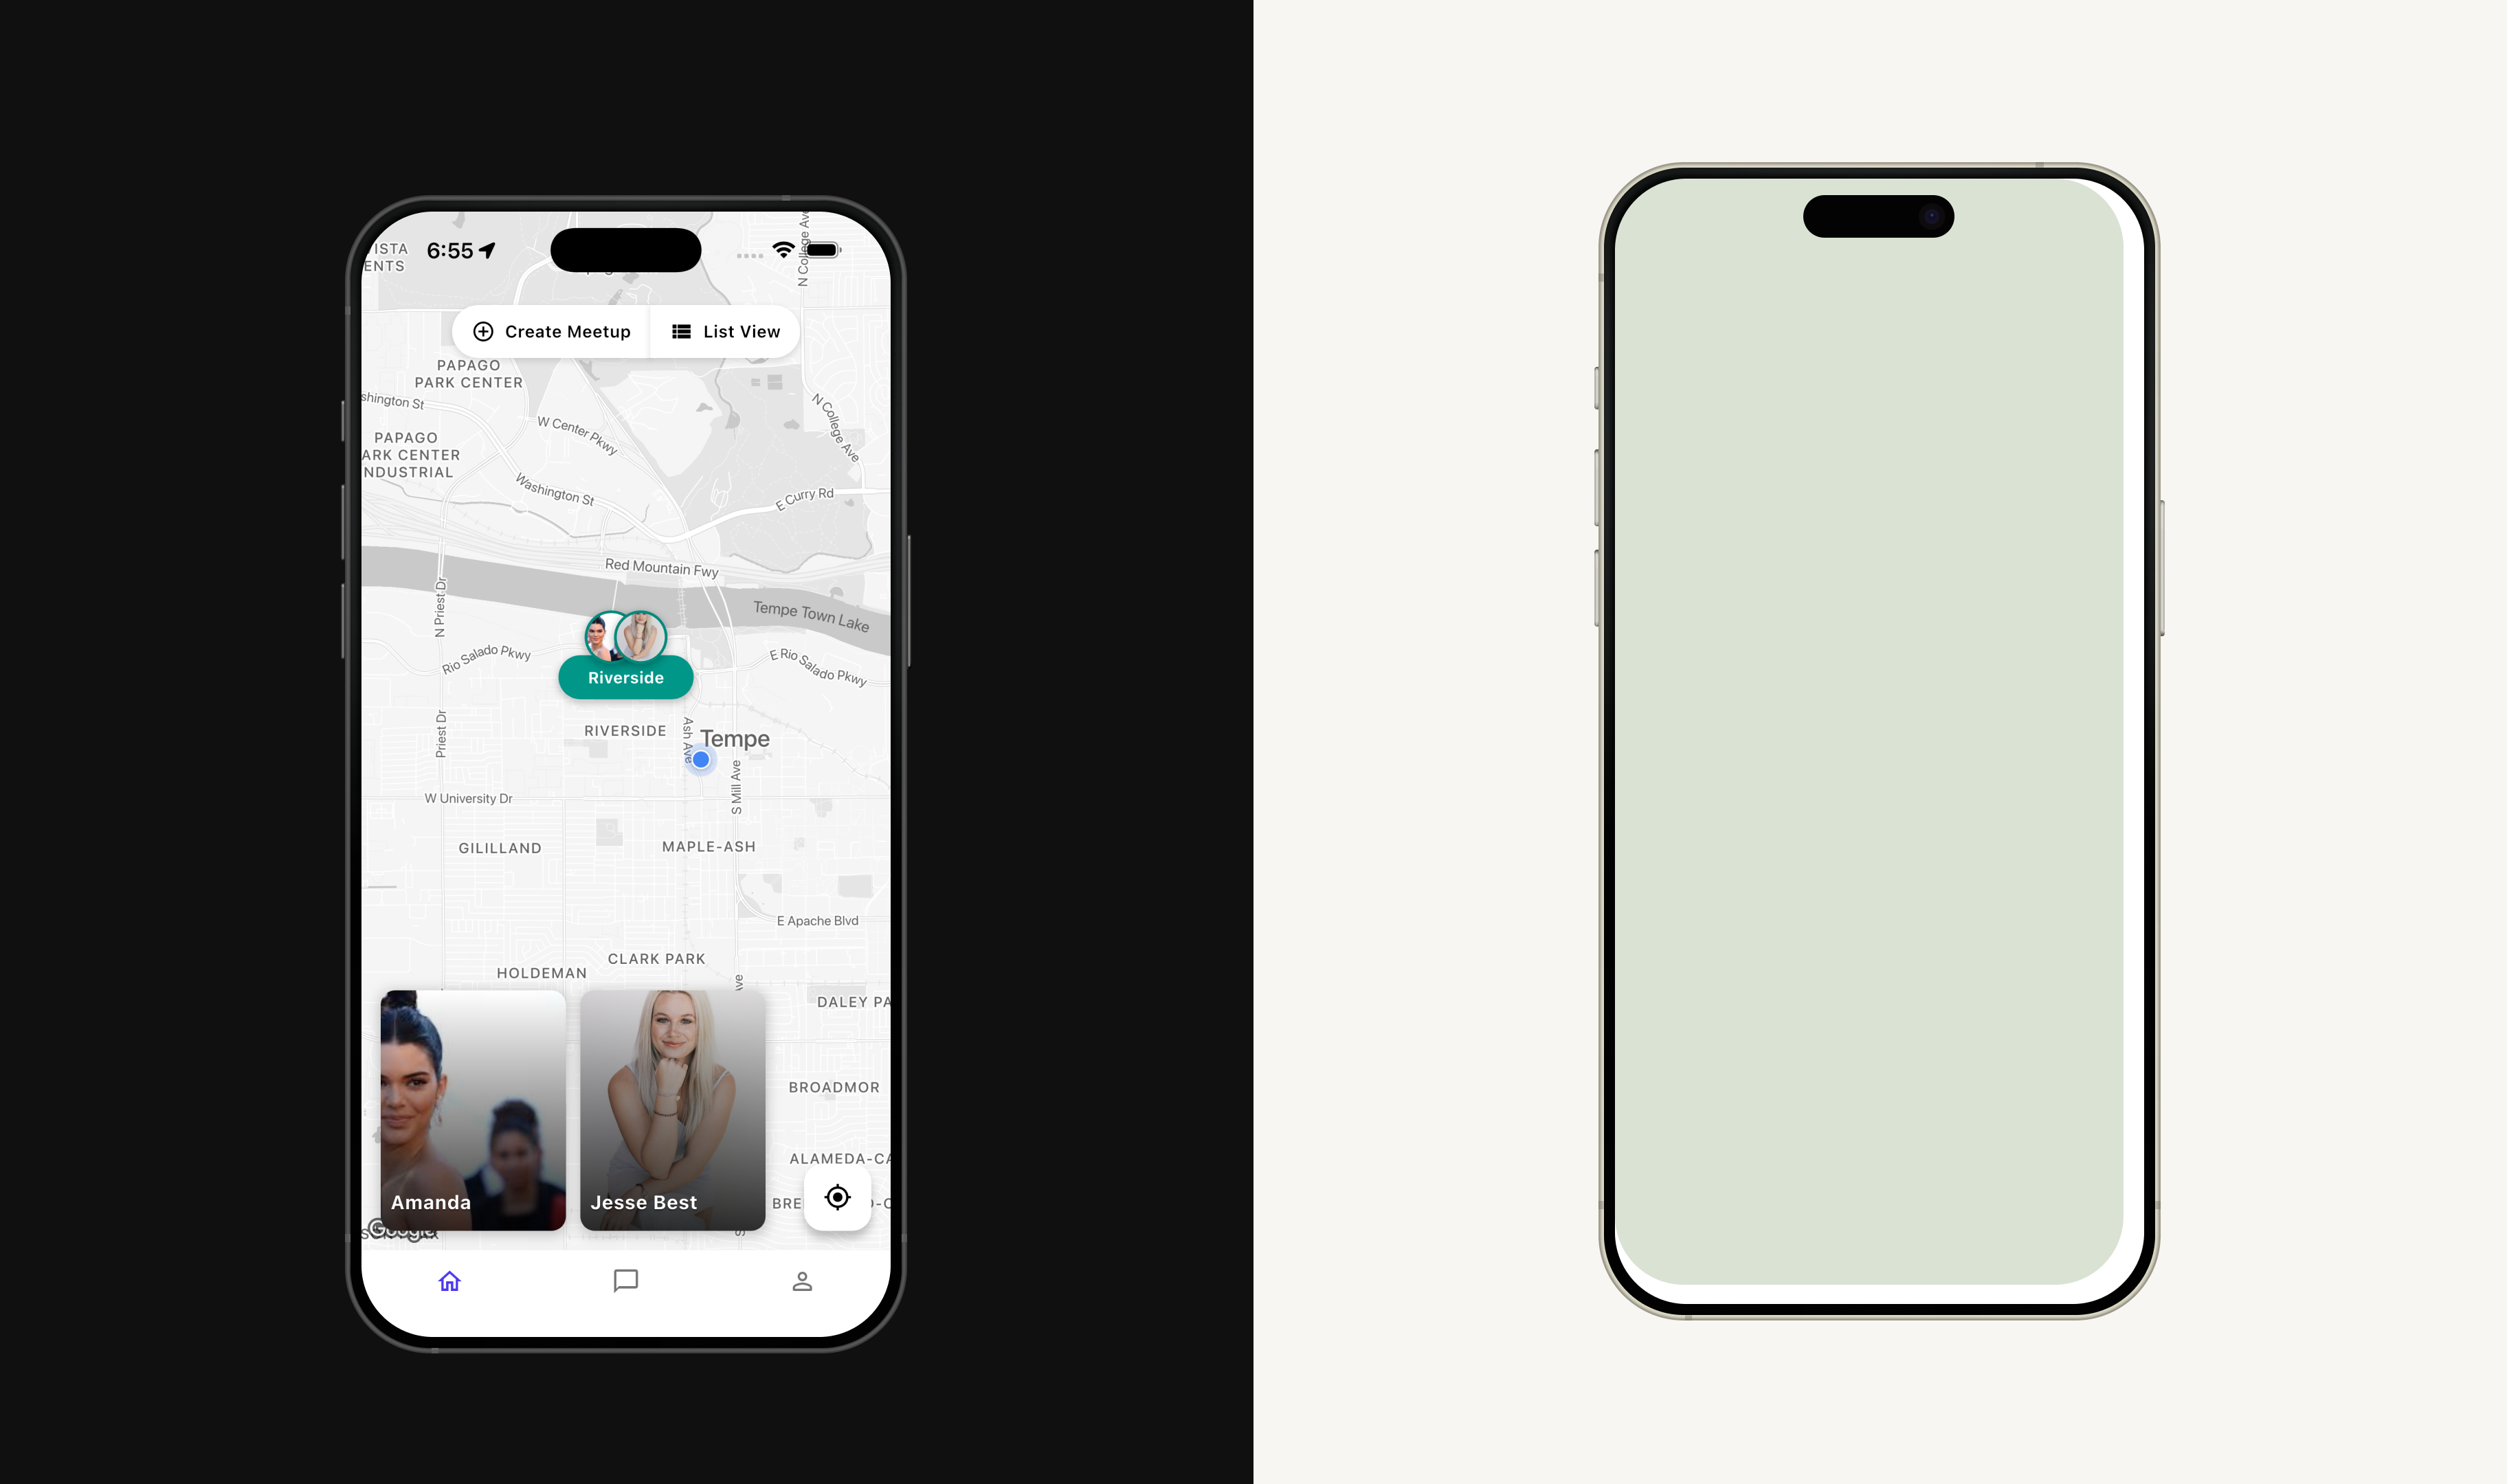 ISTA
ENTS
6:55
N College Ave
Create Meetup
List View
PAPAGO
PARK CENTER
shington St
W Center Pkwy
N College Ave
PAPAGO
ARK CENTER
NDUSTRIAL
Washington St
E Curry Rd
Red Mountain Fwy
N Priest Dr
Tempe Town Lake
Rio Salado Pkwy
E Rio Salado Pkwy
Riverside
Priest Dr
RIVERSIDE
Ash Ave
Tempe
S Mill Ave
W University Dr
GILILLAND
MAPLE-ASH
E Apache Blvd
CLARK PARK
HOLDEMAN
Ave
DALEY PA
BROADMOR
ALAMEDA-CA
Amanda
Jesse Best
BRE
O-C
Google
S